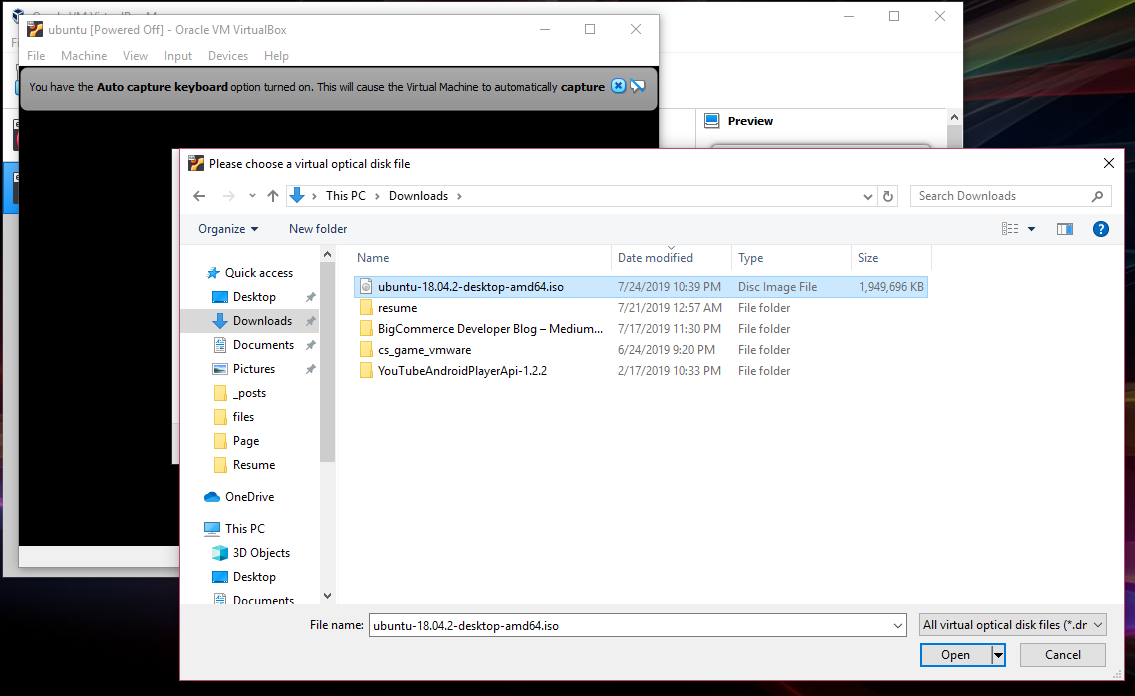 ubuntu [Powered Off] - Oracle VM VirtualBox
File Machine View Input Devices Help
You have the Auto capture keyboard option turned on. This will cause the Virtual Machine to automatically capture
Preview
Please choose a virtual optical disk file
This PC > Downloads >
Search Downloads
Organize
New folder
Quick access
Desktop
Downloads
Documents
Pictures
_posts
files
Page
Resume
OneDrive
This PC
3D Objects
Desktop
Documents
Name Date modified Type Size
ubuntu-18.04.2-desktop-amd64.iso 7/24/2019 10:39 PM Disc Image File 1,949,696 KB
resume 7/21/2019 12:57 AM File folder
BigCommerce Developer Blog – Medium... 7/17/2019 11:30 PM File folder
cs_game_vmware 6/24/2019 9:20 PM File folder
YouTubeAndroidPlayerApi-1.2.2 2/17/2019 10:33 PM File folder
File name: ubuntu-18.04.2-desktop-amd64.iso
All virtual optical disk files (*.dr
Open
Cancel